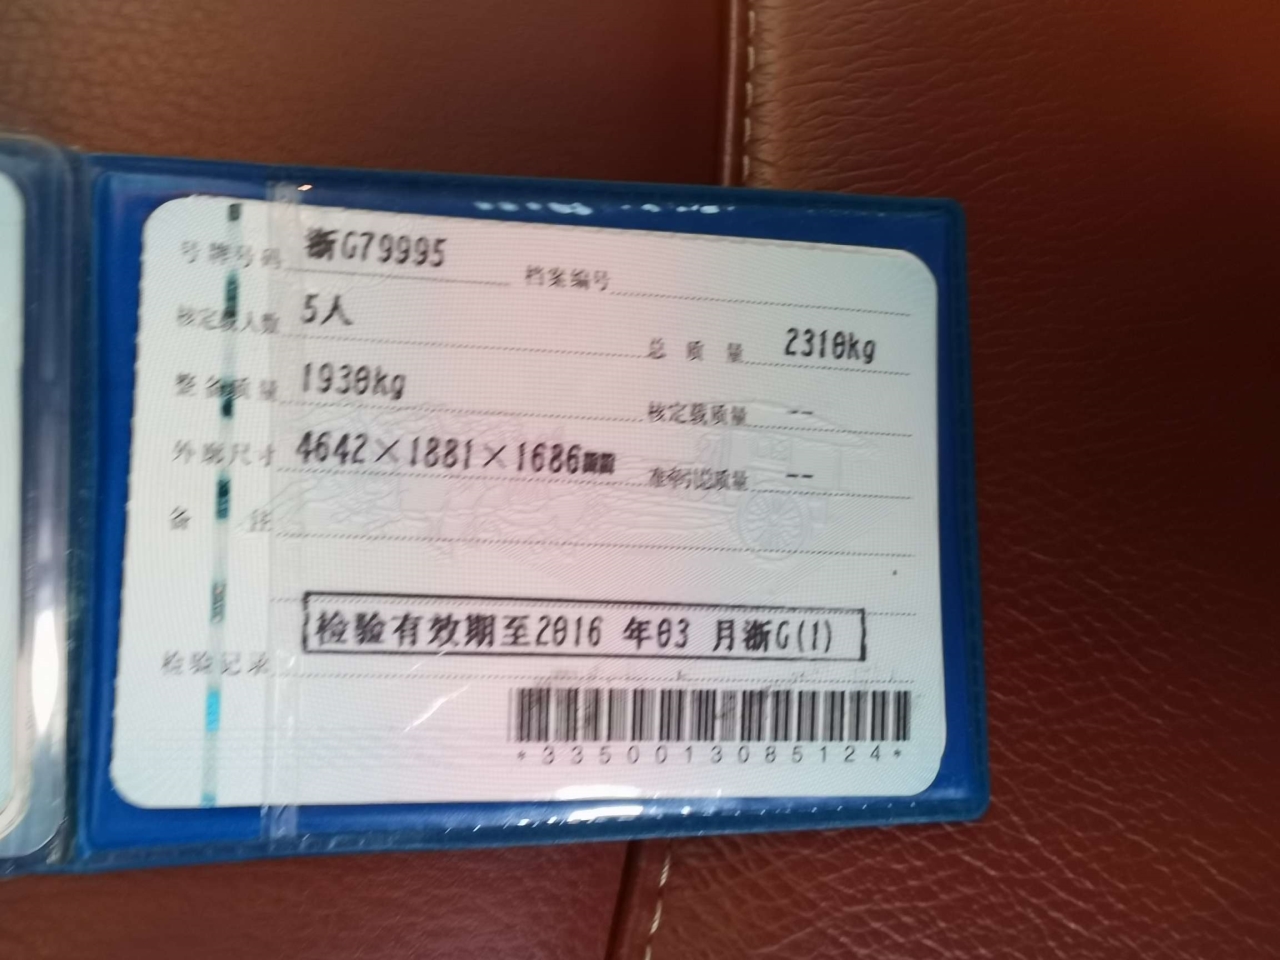 号牌号码 浙G79995 档案编号
核定载人数 5人 总质量 2310kg
整备质量 1930kg 核定载质量 --
外廓尺寸 4642×1881×1686mm 准牵引总质量 --
备注
检验有效期至2016 年03 月浙G(1)
检验记录
*3350013085124*